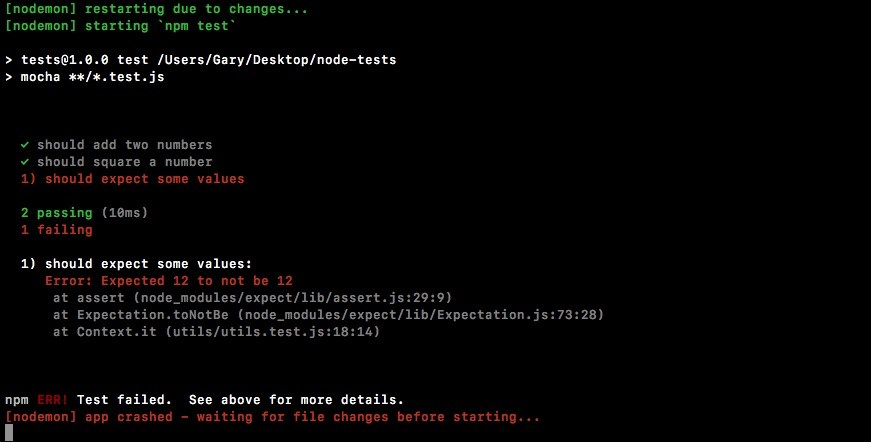 [nodemon] restarting due to changes...
[nodemon] starting `npm test`
> tests@1.0.0 test /Users/Gary/Desktop/node-tests
> mocha **/*.test.js
✓ should add two numbers
✓ should square a number
1) should expect some values
2 passing (10ms)
1 failing
1) should expect some values:
Error: Expected 12 to not be 12
at assert (node_modules/expect/lib/assert.js:29:9)
at Expectation.toNotBe (node_modules/expect/lib/Expectation.js:73:28)
at Context.it (utils/utils.test.js:18:14)
npm ERR! Test failed.  See above for more details.
[nodemon] app crashed - waiting for file changes before starting...